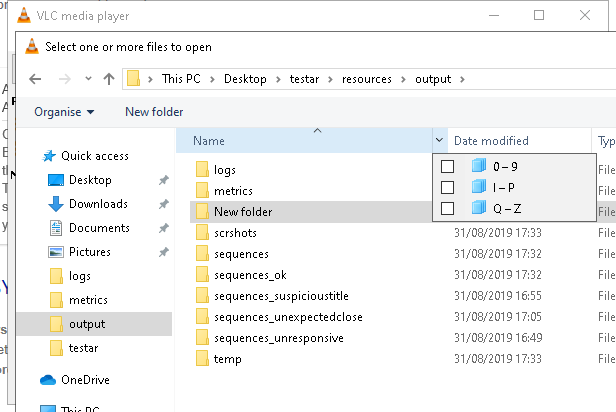 VLC media player
Select one or more files to open
This PC > Desktop > testar > resources > output >
Organise New folder
Name Date modified Typ
Quick access
Desktop
Downloads
Documents
Pictures
logs
metrics
output
testar
OneDrive
This PC
0 – 9
I – P
Q – Z
logs File
metrics File
New folder File
scrshots 31/08/2019 17:33 File
sequences 31/08/2019 17:32 File
sequences_ok 31/08/2019 17:32 File
sequences_suspicioustitle 31/08/2019 16:55 File
sequences_unexpectedclose 31/08/2019 17:05 File
sequences_unresponsive 31/08/2019 16:49 File
temp 31/08/2019 17:33 File